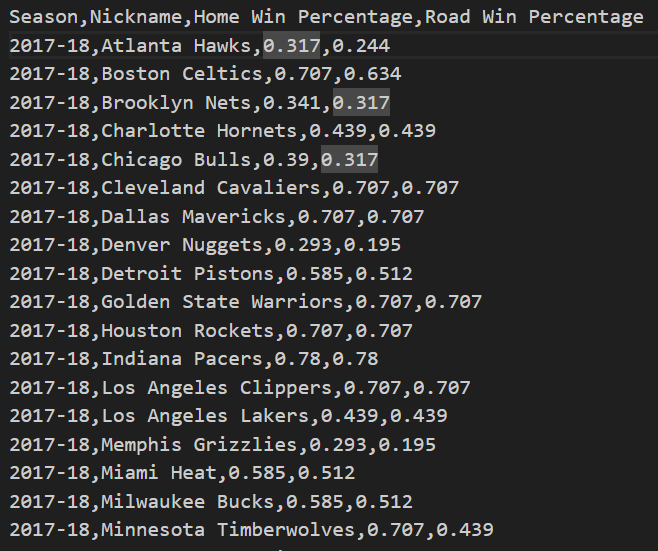 Season,Nickname,Home Win Percentage,Road Win Percentage
2017-18,Atlanta Hawks,0.317,0.244
2017-18,Boston Celtics,0.707,0.634
2017-18,Brooklyn Nets,0.341,0.317
2017-18,Charlotte Hornets,0.439,0.439
2017-18,Chicago Bulls,0.39,0.317
2017-18,Cleveland Cavaliers,0.707,0.707
2017-18,Dallas Mavericks,0.707,0.707
2017-18,Denver Nuggets,0.293,0.195
2017-18,Detroit Pistons,0.585,0.512
2017-18,Golden State Warriors,0.707,0.707
2017-18,Houston Rockets,0.707,0.707
2017-18,Indiana Pacers,0.78,0.78
2017-18,Los Angeles Clippers,0.707,0.707
2017-18,Los Angeles Lakers,0.439,0.439
2017-18,Memphis Grizzlies,0.293,0.195
2017-18,Miami Heat,0.585,0.512
2017-18,Milwaukee Bucks,0.585,0.512
2017-18,Minnesota Timberwolves,0.707,0.439